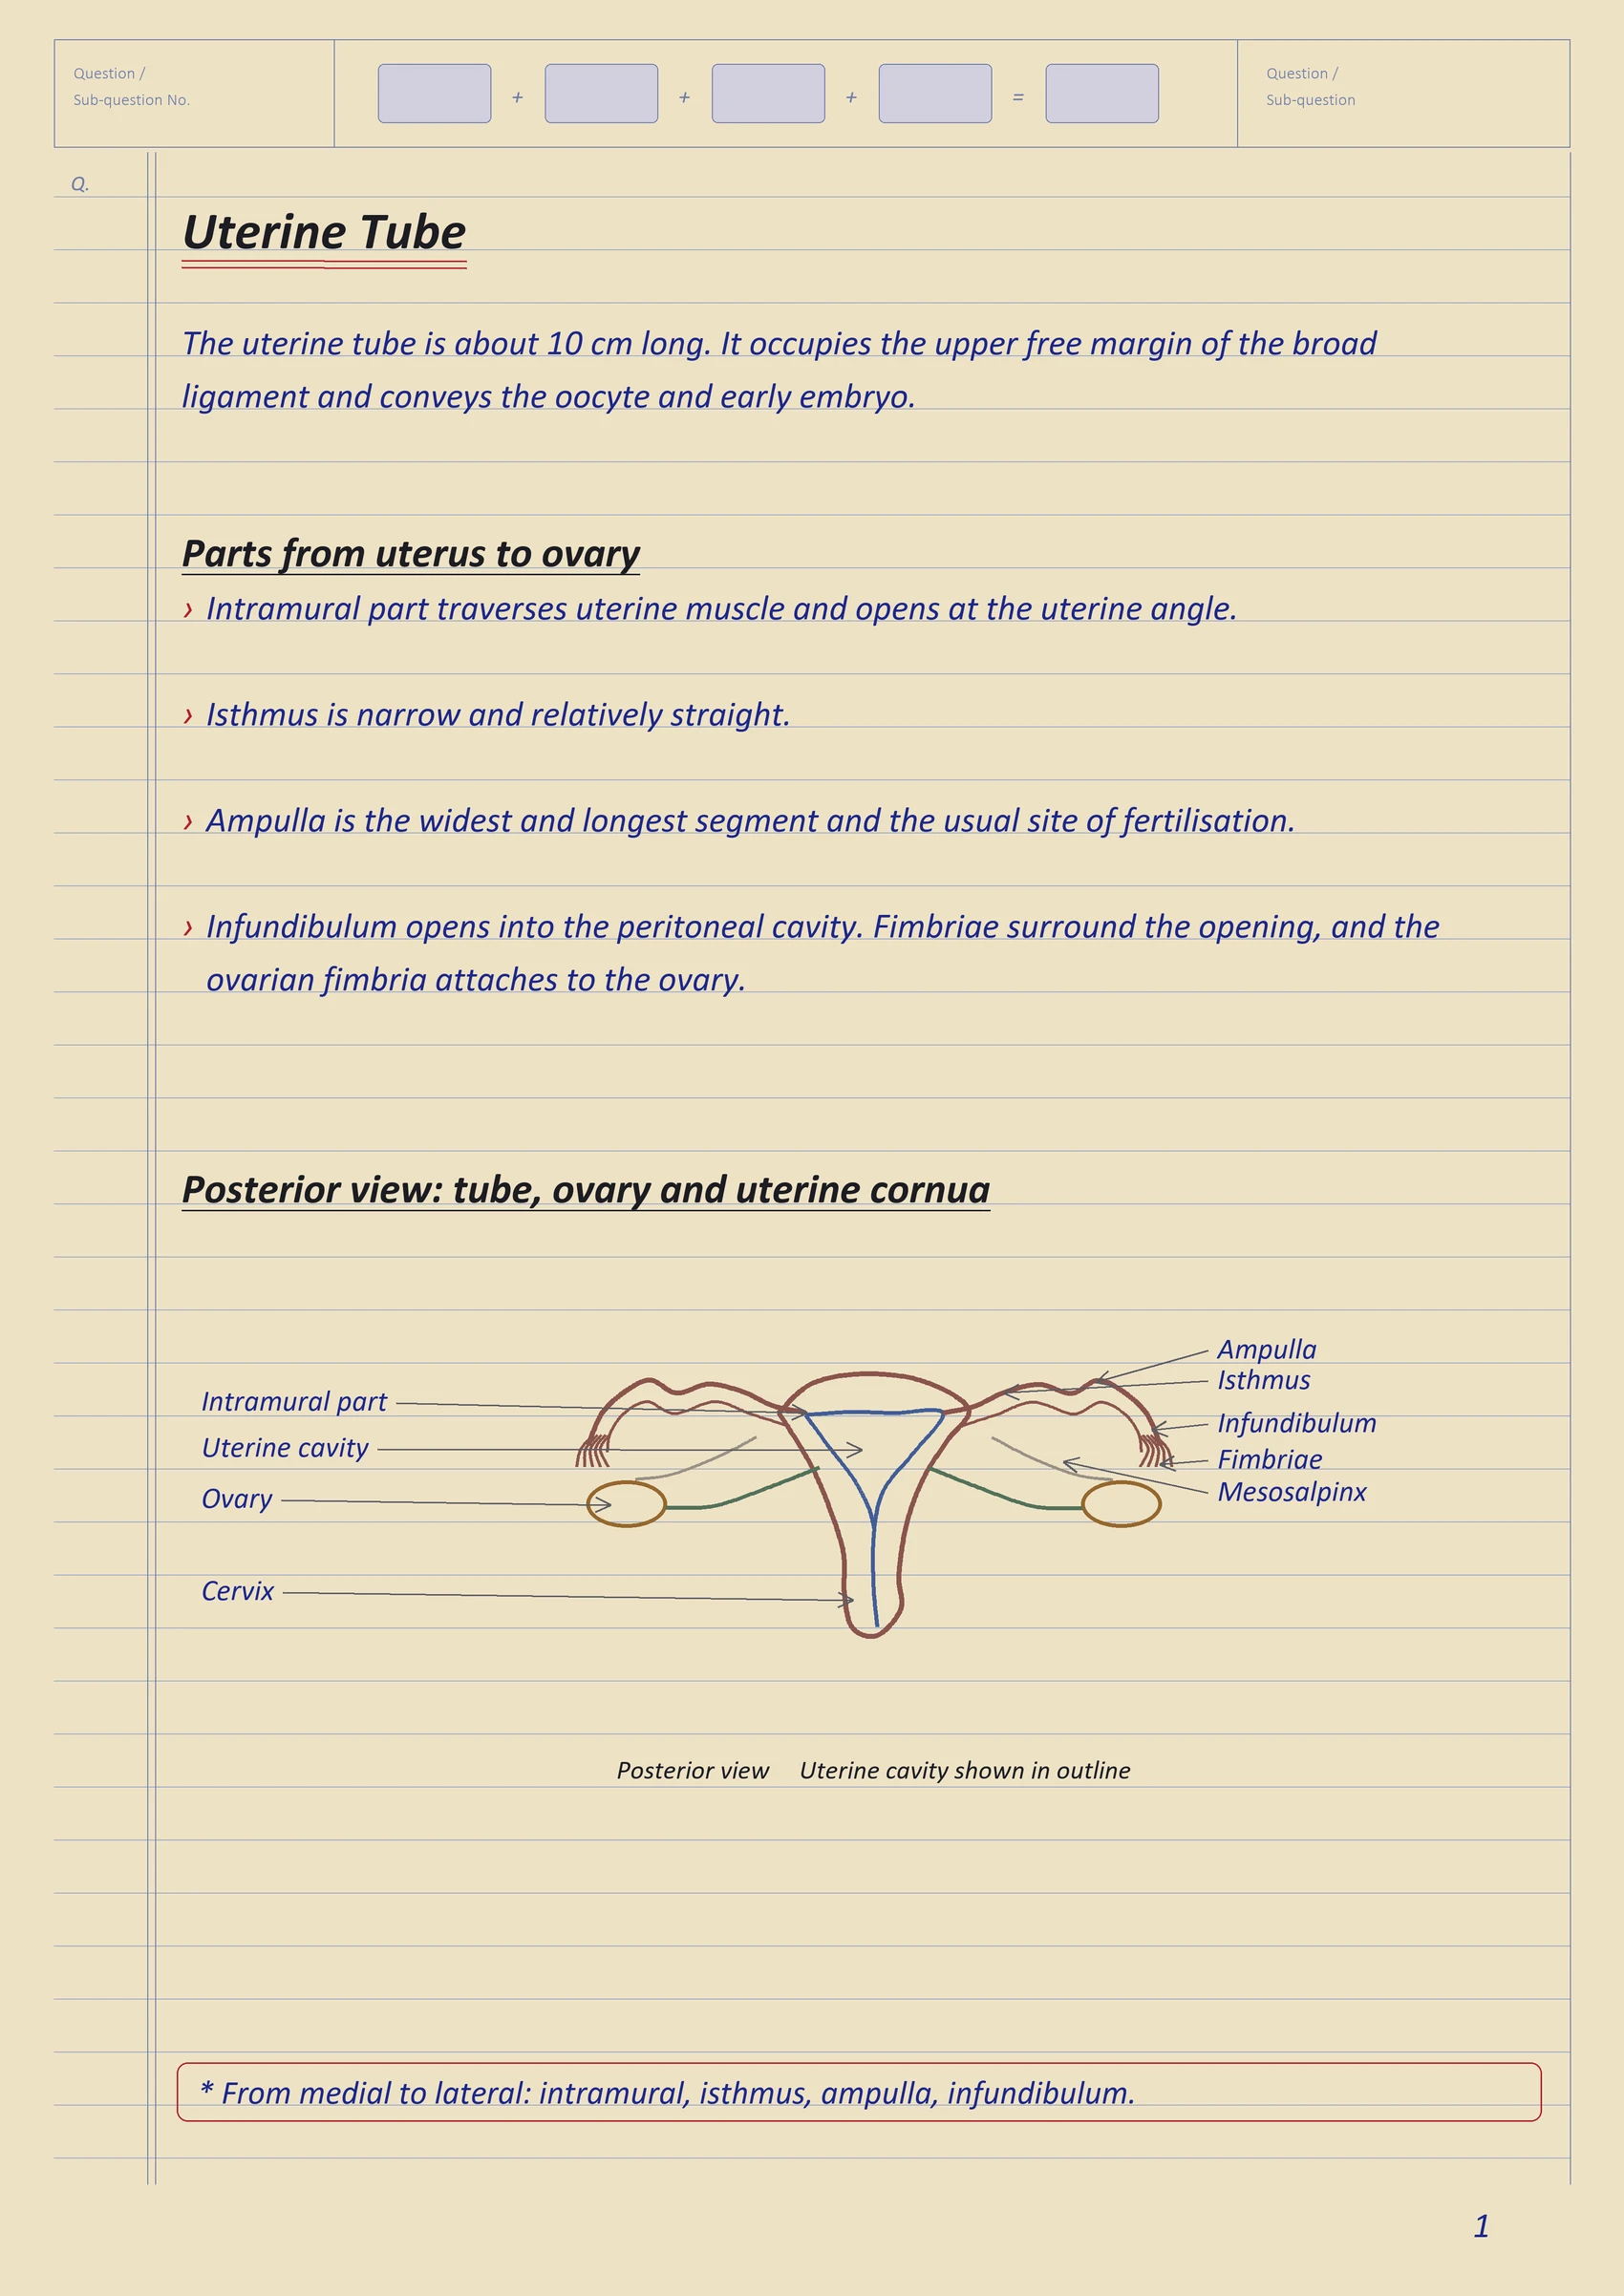 Question /
Sub-question No.
+ + + =
Question /
Sub-question
Q.
Uterine Tube
The uterine tube is about 10 cm long. It occupies the upper free margin of the broad
ligament and conveys the oocyte and early embryo.
Parts from uterus to ovary
› Intramural part traverses uterine muscle and opens at the uterine angle.
› Isthmus is narrow and relatively straight.
› Ampulla is the widest and longest segment and the usual site of fertilisation.
› Infundibulum opens into the peritoneal cavity. Fimbriae surround the opening, and the
ovarian fimbria attaches to the ovary.
Posterior view: tube, ovary and uterine cornua
Intramural part
Uterine cavity
Ovary
Cervix
Ampulla
Isthmus
Infundibulum
Fimbriae
Mesosalpinx
Posterior view Uterine cavity shown in outline
* From medial to lateral: intramural, isthmus, ampulla, infundibulum.
1